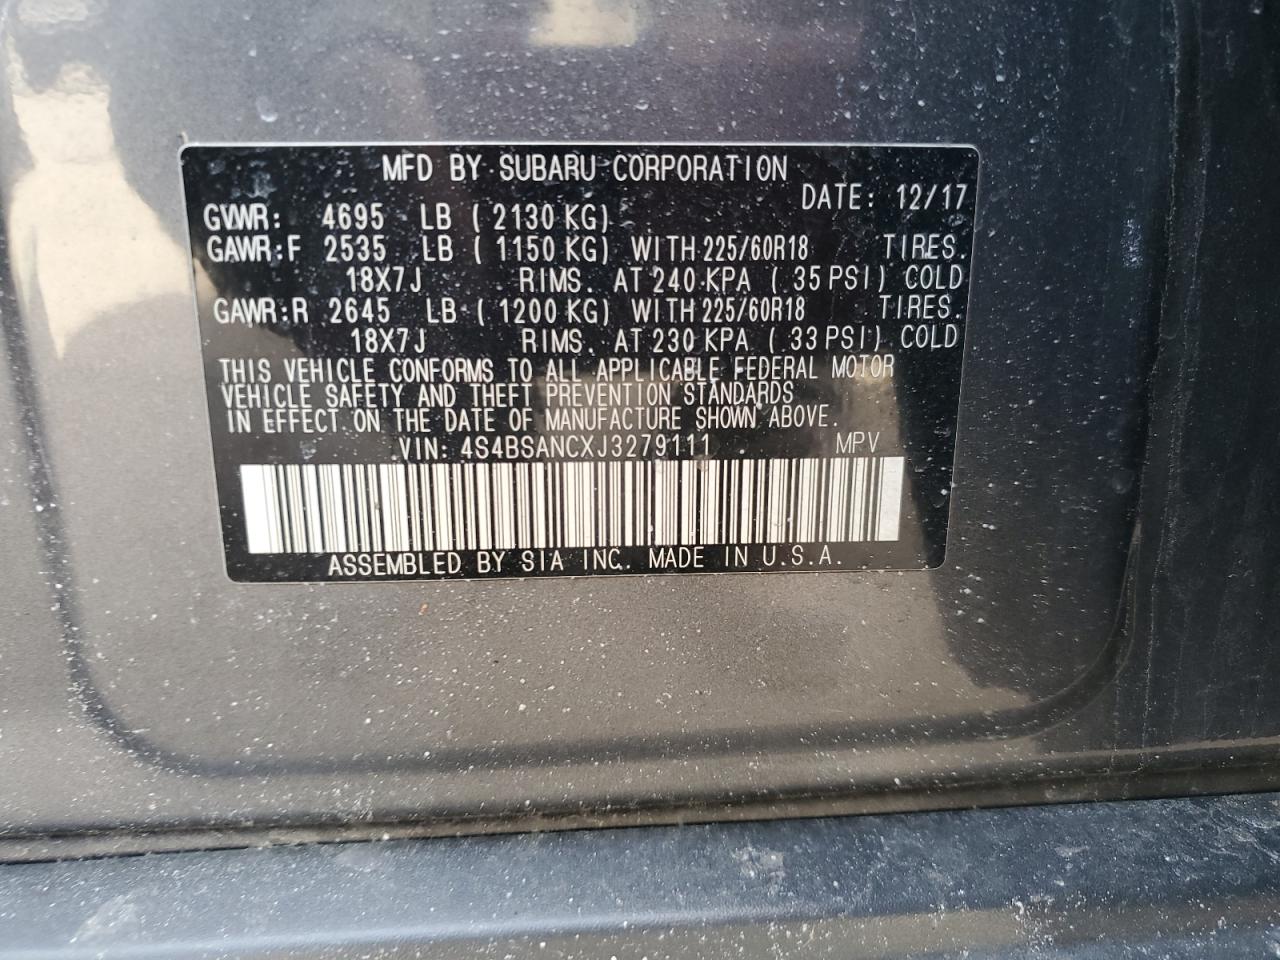 MFD BY SUBARU CORPORATION
DATE: 12/17
GVWR: 4695 LB ( 2130 KG)
GAWR:F 2535 LB ( 1150 KG) WITH 225/60R18 TIRES.
18X7J RIMS. AT 240 KPA ( 35 PSI) COLD
GAWR:R 2645 LB ( 1200 KG) WITH 225/60R18 TIRES.
18X7J RIMS. AT 230 KPA ( 33 PSI) COLD
THIS VEHICLE CONFORMS TO ALL APPLICABLE FEDERAL MOTOR
VEHICLE SAFETY AND THEFT PREVENTION STANDARDS
IN EFFECT ON THE DATE OF MANUFACTURE SHOWN ABOVE.
VIN: 4S4BSANCXJ3279111 MPV
ASSEMBLED BY SIA INC. MADE IN U.S.A.